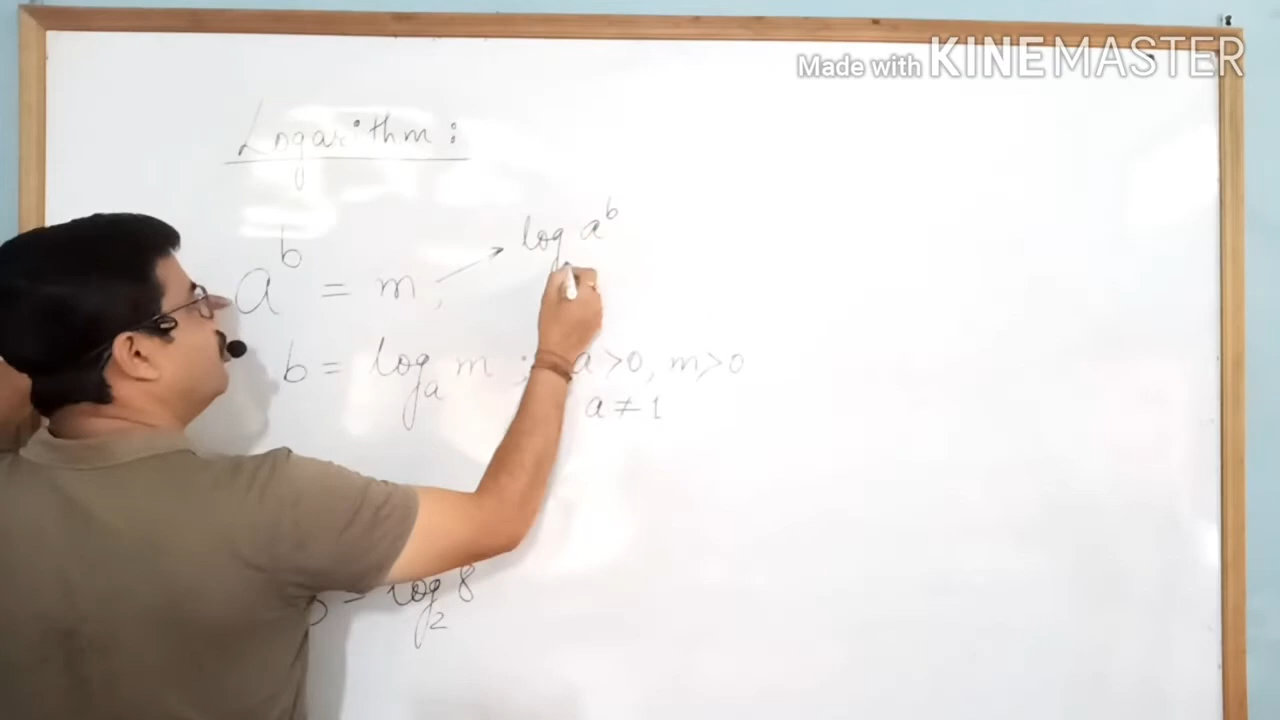 Made with KINEMASTER
Logarithm :
log a^b
a^b = m ;
b = log_a m ; a > 0, m > 0
a ≠ 1
= log_2 8